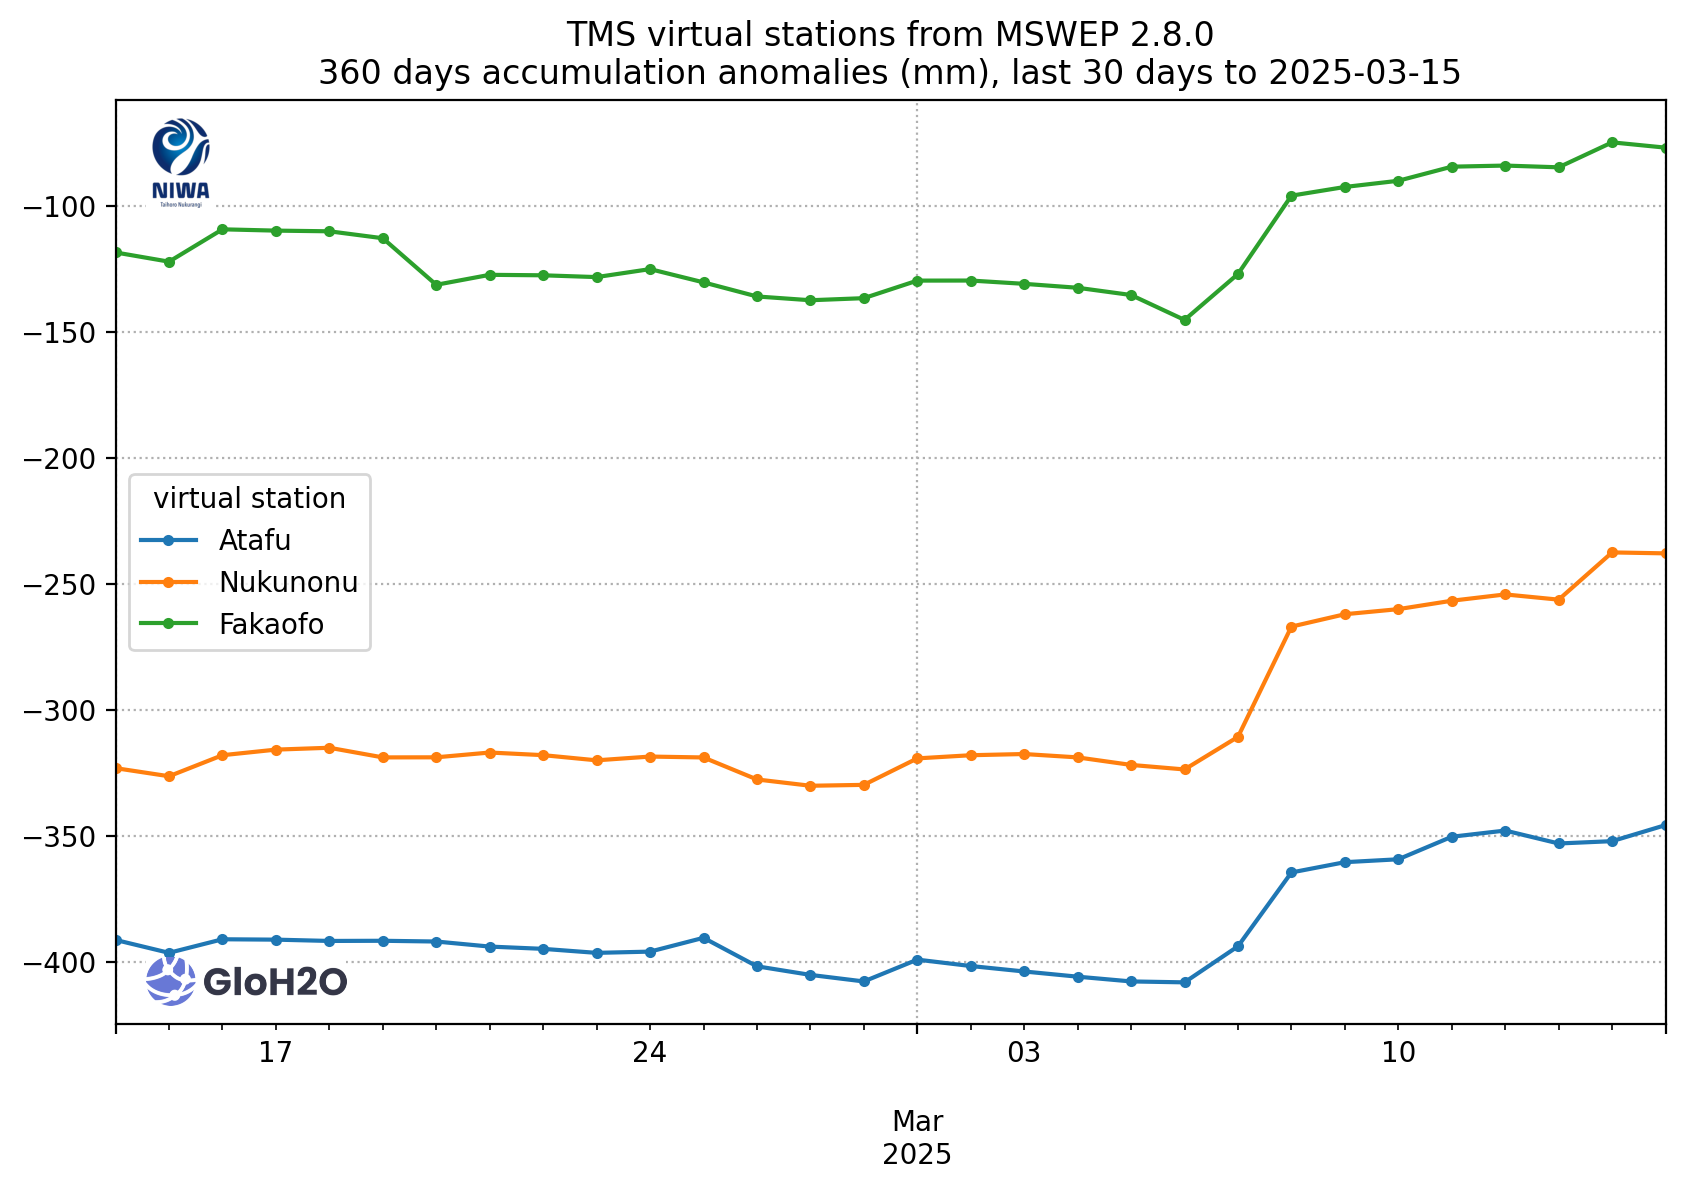 TMS virtual stations from MSWEP 2.8.0
360 days accumulation anomalies (mm), last 30 days to 2025-03-15
NIWA
Taihoro Nukurangi
−100
−150
−200
−250
−300
−350
−400
virtual station
Atafu
Nukunonu
Fakaofo
GloH2O
17
24
03
10
Mar
2025